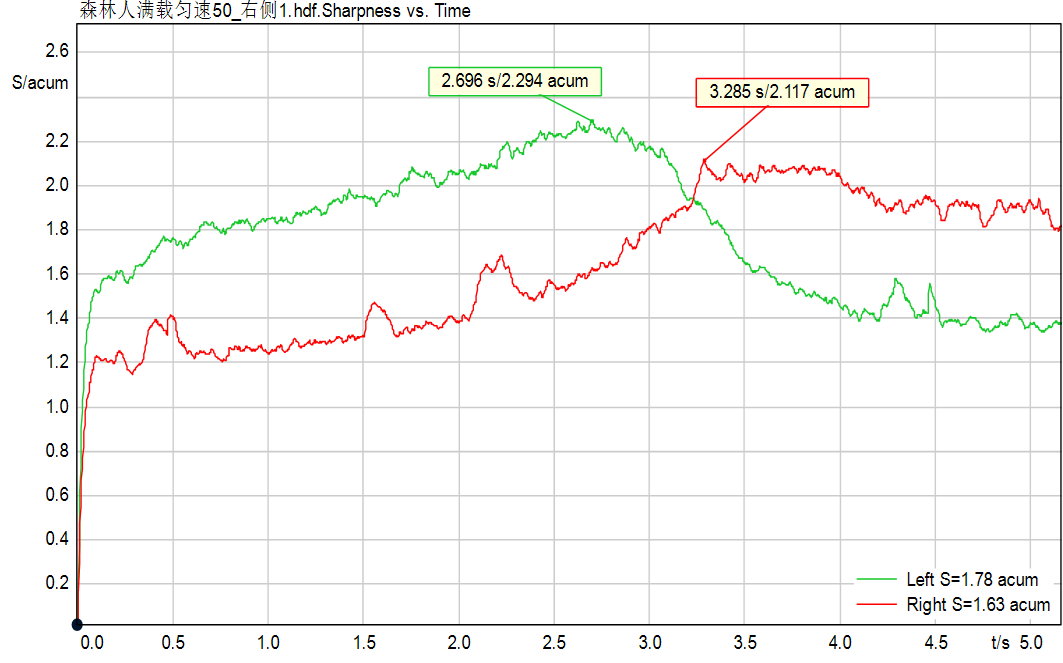 森林人满载匀速50_右侧1.hdf.Sharpness vs. Time
2.6
S/acum
2.696 s/2.294 acum
3.285 s/2.117 acum
2.2
2.0
1.8
1.6
1.4
1.2
1.0
0.8
0.6
0.4
0.2
Left S=1.78 acum
Right S=1.63 acum
0.0 0.5 1.0 1.5 2.0 2.5 3.0 3.5 4.0 4.5 t/s 5.0